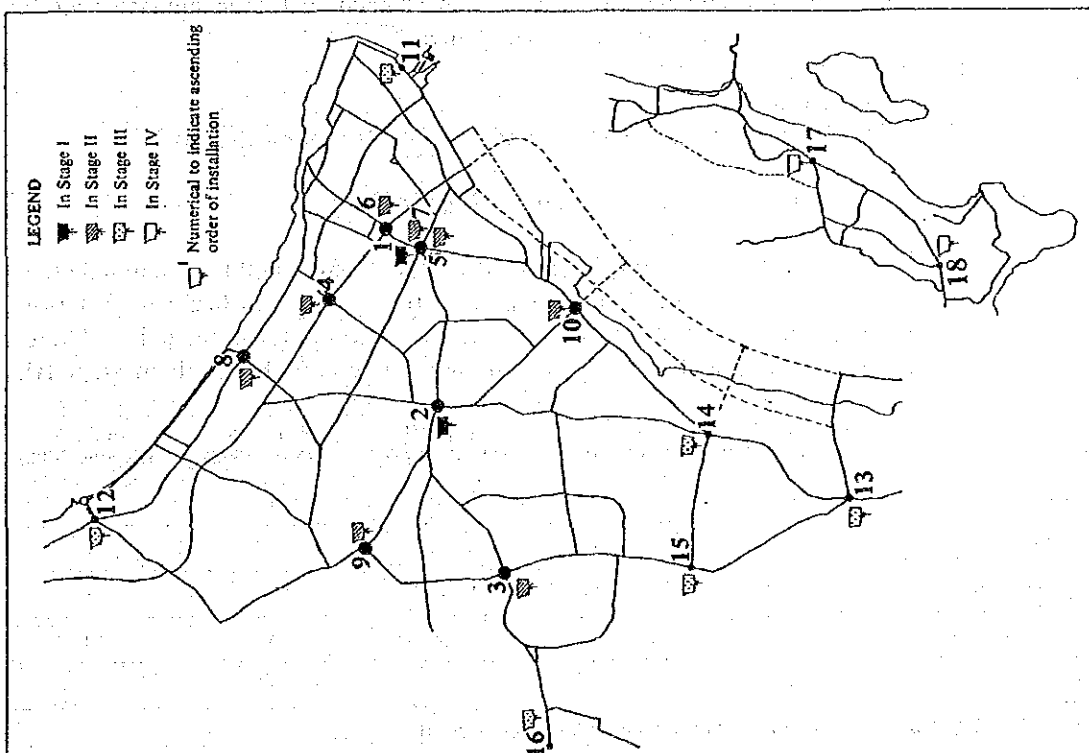 LEGEND
In Stage I
In Stage II
In Stage III
In Stage IV
1
Numerical to indicate ascending
order of installation
11
6
1
7
5
4
8
10
2
12
9
3
14
13
15
16
17
18